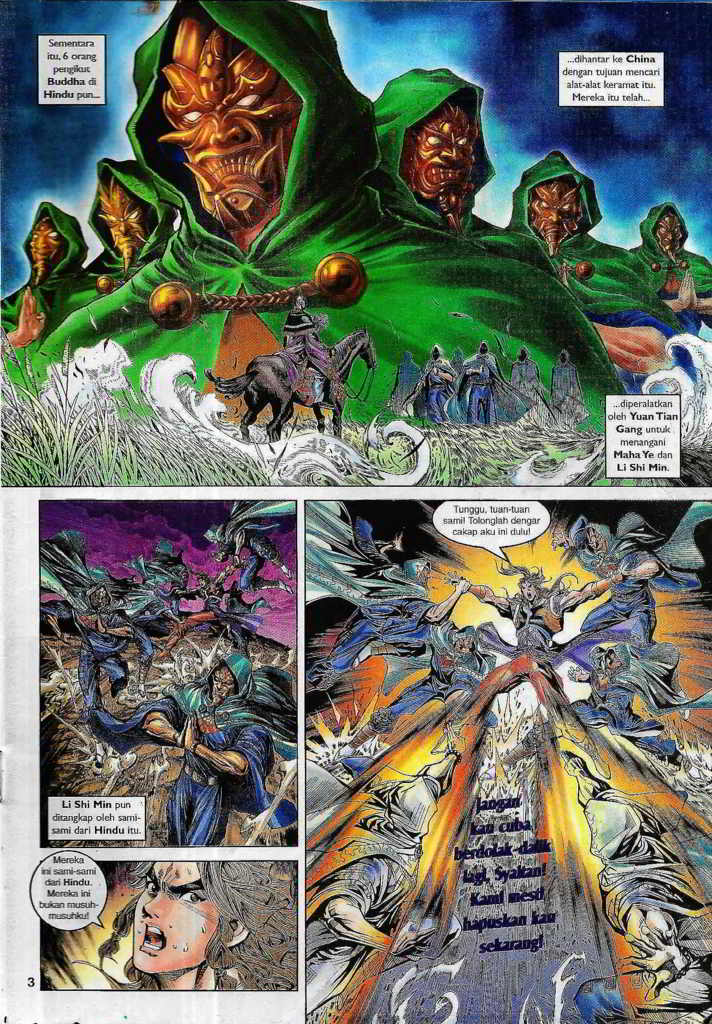 Sementara
itu, 6 orang
pengikut
Buddha di
Hindu pun...
...dihantar ke China
dengan tujuan mencari
alat-alat keramat itu.
Mereka itu telah...
...diperalatkan
oleh Yuan Tian
Gang untuk
menangani
Maha Ye dan
Li Shi Min.
Li Shi Min pun
ditangkap oleh sami-
sami dari Hindu itu.
Mereka
ini sami-sami
dari Hindu.
Mereka ini
bukan musuh-
musuhku!
Tunggu, tuan-tuan
sami! Tolonglah dengar
cakap aku ini dulu!
Jangan
kau cuba
berdolak-dalik
lagi, Syaitan!
Kami mesti
hapuskan kau
sekarang!
3